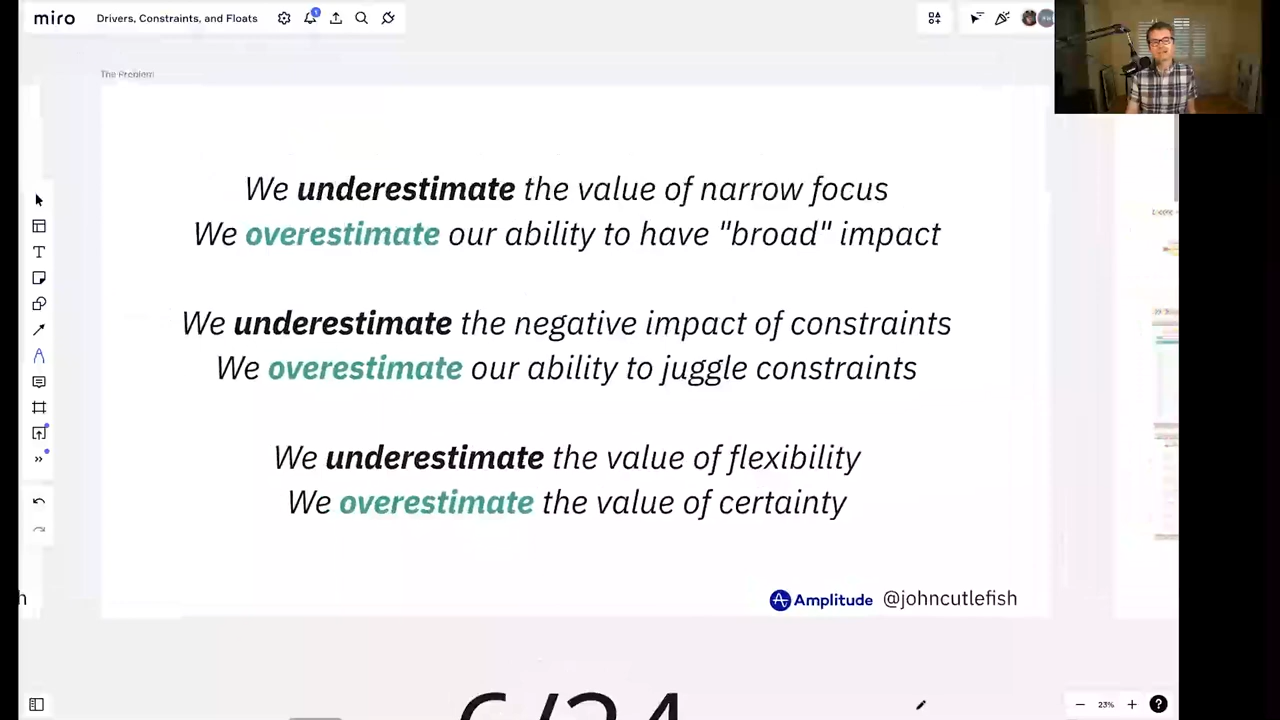 miro Drivers, Constraints, and Floats
The Problem
We underestimate the value of narrow focus
We overestimate our ability to have "broad" impact
We underestimate the negative impact of constraints
We overestimate our ability to juggle constraints
We underestimate the value of flexibility
We overestimate the value of certainty
Amplitude @johncutlefish
h
6/24
23%